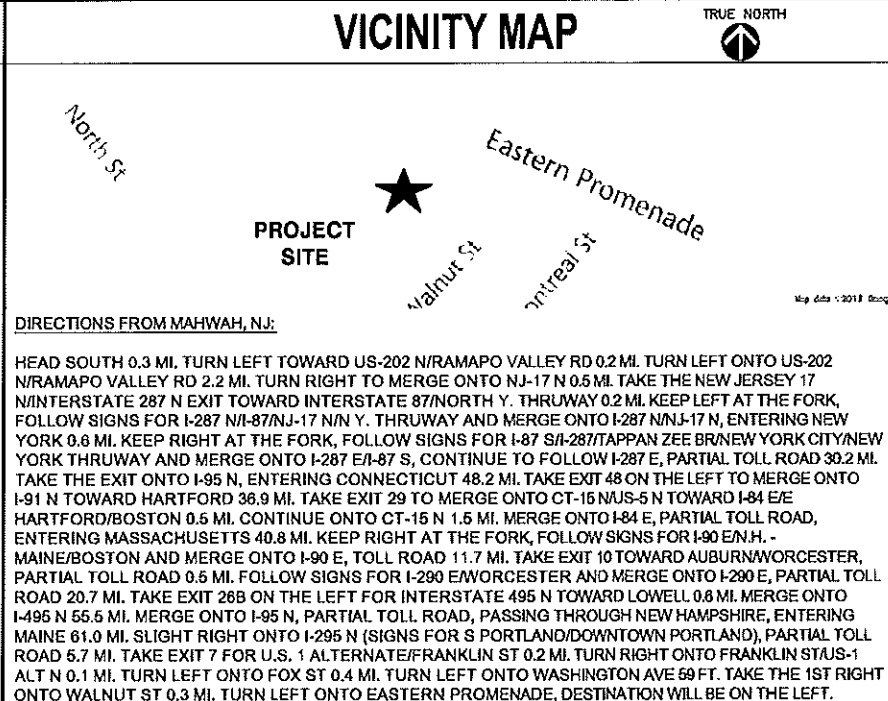 VICINITY MAP
TRUE NORTH
North St
Eastern Promenade
PROJECT
SITE
Walnut St
ontreal St
DIRECTIONS FROM MAHWAH, NJ:
HEAD SOUTH 0.3 MI. TURN LEFT TOWARD US-202 N/RAMAPO VALLEY RD 0.2 MI. TURN LEFT ONTO US-202
N/RAMAPO VALLEY RD 2.2 MI. TURN RIGHT TO MERGE ONTO NJ-17 N 0.5 MI. TAKE THE NEW JERSEY 17
N/INTERSTATE 287 N EXIT TOWARD INTERSTATE 87/NORTH Y. THRUWAY 0.2 MI. KEEP LEFT AT THE FORK,
FOLLOW SIGNS FOR I-287 N/I-87/NJ-17 N/N Y. THRUWAY AND MERGE ONTO I-287 N/NJ-17 N, ENTERING NEW
YORK 0.6 MI. KEEP RIGHT AT THE FORK, FOLLOW SIGNS FOR I-87 S/I-287/TAPPAN ZEE BR/NEW YORK CITY/NEW
YORK THRUWAY AND MERGE ONTO I-287 E/I-87 S, CONTINUE TO FOLLOW I-287 E, PARTIAL TOLL ROAD 30.2 MI.
TAKE THE EXIT ONTO I-95 N, ENTERING CONNECTICUT 48.2 MI. TAKE EXIT 48 ON THE LEFT TO MERGE ONTO
I-91 N TOWARD HARTFORD 36.9 MI. TAKE EXIT 29 TO MERGE ONTO CT-15 N/US-5 N TOWARD I-84 E/E
HARTFORD/BOSTON 0.5 MI. CONTINUE ONTO CT-15 N 1.5 MI. MERGE ONTO I-84 E, PARTIAL TOLL ROAD,
ENTERING MASSACHUSETTS 40.8 MI. KEEP RIGHT AT THE FORK, FOLLOW SIGNS FOR I-90 E/N.H. -
MAINE/BOSTON AND MERGE ONTO I-90 E, TOLL ROAD 11.7 MI. TAKE EXIT 10 TOWARD AUBURN/WORCESTER,
PARTIAL TOLL ROAD 0.5 MI. FOLLOW SIGNS FOR I-290 E/WORCESTER AND MERGE ONTO I-290 E, PARTIAL TOLL
ROAD 20.7 MI. TAKE EXIT 26B ON THE LEFT FOR INTERSTATE 495 N TOWARD LOWELL 0.6 MI. MERGE ONTO
I-495 N 55.5 MI. MERGE ONTO I-95 N, PARTIAL TOLL ROAD, PASSING THROUGH NEW HAMPSHIRE, ENTERING
MAINE 61.0 MI. SLIGHT RIGHT ONTO I-295 N (SIGNS FOR S PORTLAND/DOWNTOWN PORTLAND), PARTIAL TOLL
ROAD 5.7 MI. TAKE EXIT 7 FOR U.S. 1 ALTERNATE/FRANKLIN ST 0.2 MI. TURN RIGHT ONTO FRANKLIN ST/US-1
ALT N 0.1 MI. TURN LEFT ONTO FOX ST 0.4 MI. TURN LEFT ONTO WASHINGTON AVE 59 FT. TAKE THE 1ST RIGHT
ONTO WALNUT ST 0.3 MI. TURN LEFT ONTO EASTERN PROMENADE, DESTINATION WILL BE ON THE LEFT.